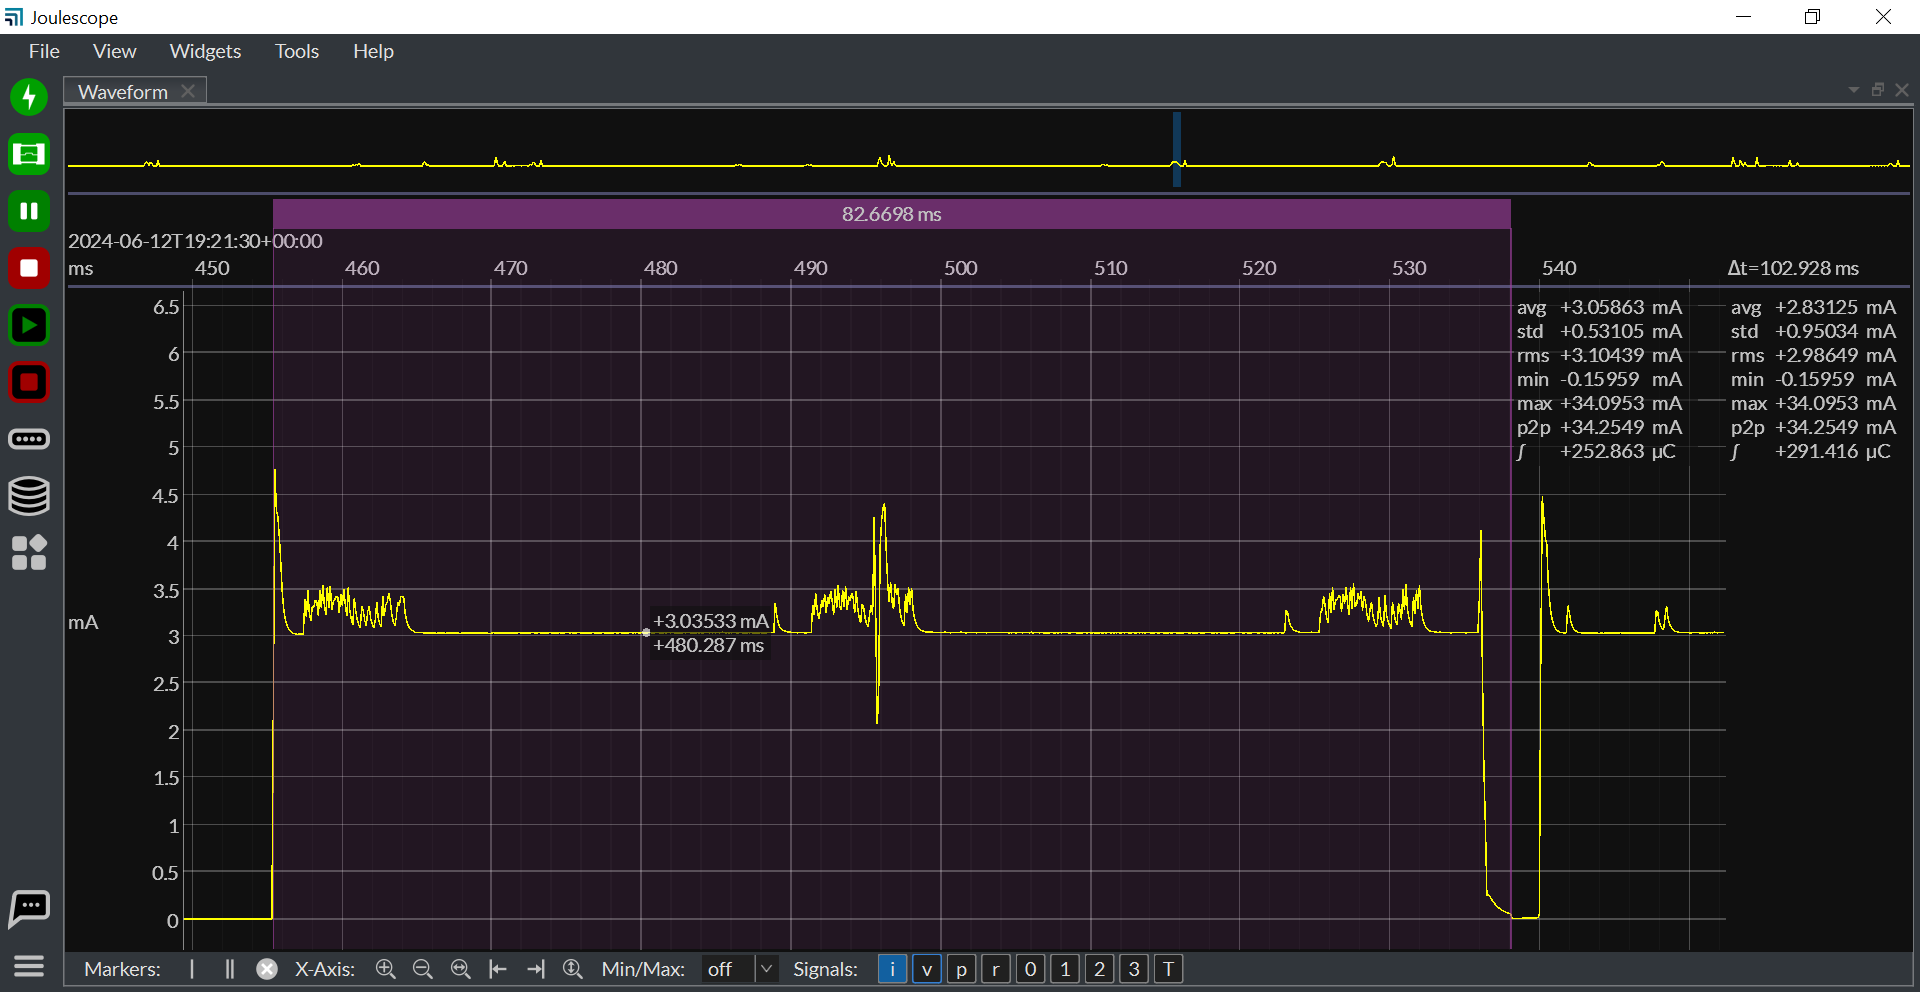 Joulescope
File View Widgets Tools Help
Waveform
82.6698 ms
2024-06-12T19:21:30+00:00
ms 450 460 470 480 490 500 510 520 530 540 Δt=102.928 ms
6.5
6
5.5
5
4.5
4
3.5
3
2.5
2
1.5
1
0.5
0
mA
+3.03533 mA
+480.287 ms
avg +3.05863 mA
std +0.53105 mA
rms +3.10439 mA
min -0.15959 mA
max +34.0953 mA
p2p +34.2549 mA
∫ +252.863 µC
avg +2.83125 mA
std +0.95034 mA
rms +2.98649 mA
min -0.15959 mA
max +34.0953 mA
p2p +34.2549 mA
∫ +291.416 µC
Markers: X-Axis: Min/Max: off Signals: i v p r 0 1 2 3 T